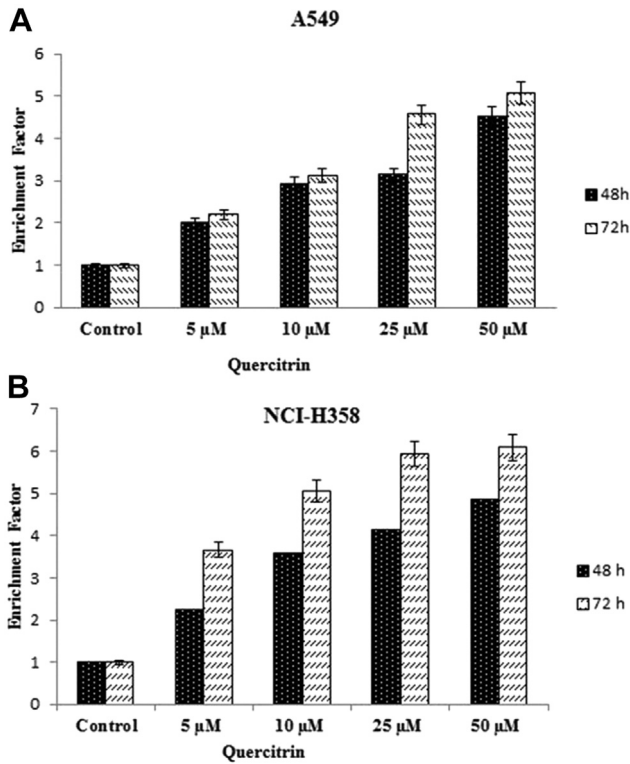 A
A549
Enrichment Factor
6
5
4
3
2
1
0
Control 5 µM 10 µM 25 µM 50 µM
Quercitrin
48h
72h
B
NCI-H358
Enrichment Factor
7
6
5
4
3
2
1
0
Control 5 µM 10 µM 25 µM 50 µM
Quercitrin
48 h
72 h